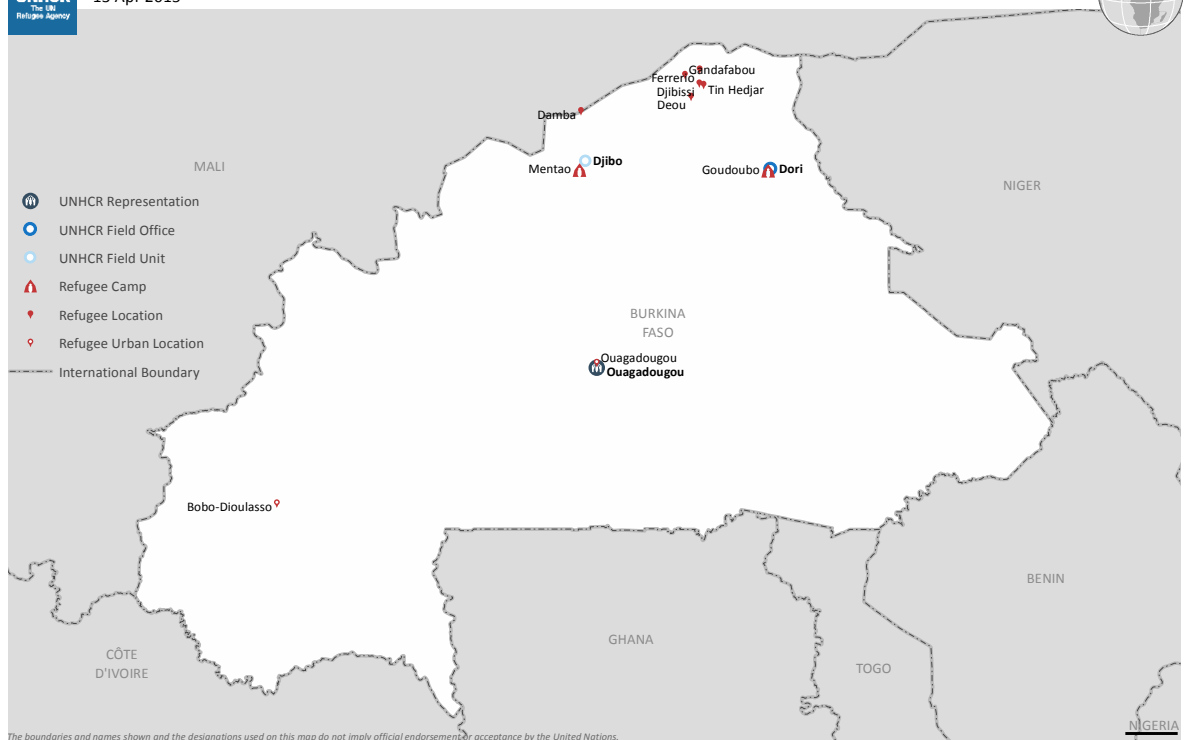 UNHCR
The UN
Refugee Agency
Gandafabou
Ferrerio
Djibissi
Tin Hedjar
Deou
Damba
Djibo
Mentao
Goudoubo
Dori
MALI
NIGER
UNHCR Representation
UNHCR Field Office
UNHCR Field Unit
Refugee Camp
Refugee Location
Refugee Urban Location
International Boundary
BURKINA
FASO
Ouagadougou
Ouagadougou
Bobo-Dioulasso
BENIN
GHANA
TOGO
CÔTE
D'IVOIRE
NIGERIA
The boundaries and names shown and the designations used on this map do not imply official endorsement or acceptance by the United Nations.